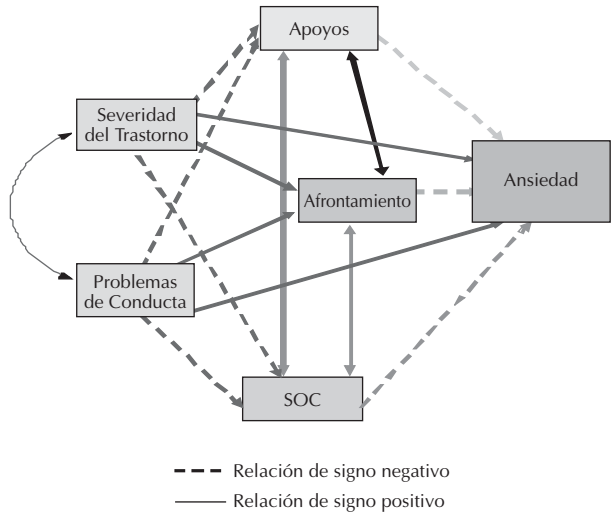 Apoyos
Severidad
del Trastorno
Ansiedad
Afrontamiento
Problemas
de Conducta
SOC
Relación de signo negativo
Relación de signo positivo